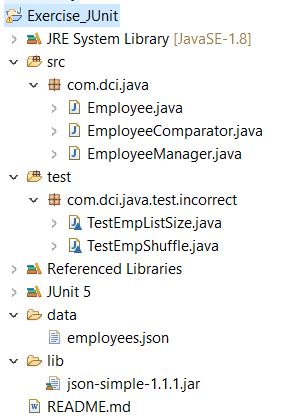 Exercise_JUnit
JRE System Library [JavaSE-1.8]
src
com.dci.java
Employee.java
EmployeeComparator.java
EmployeeManager.java
test
com.dci.java.test.incorrect
TestEmpListSize.java
TestEmpShuffle.java
Referenced Libraries
JUnit 5
data
employees.json
lib
json-simple-1.1.1.jar
README.md